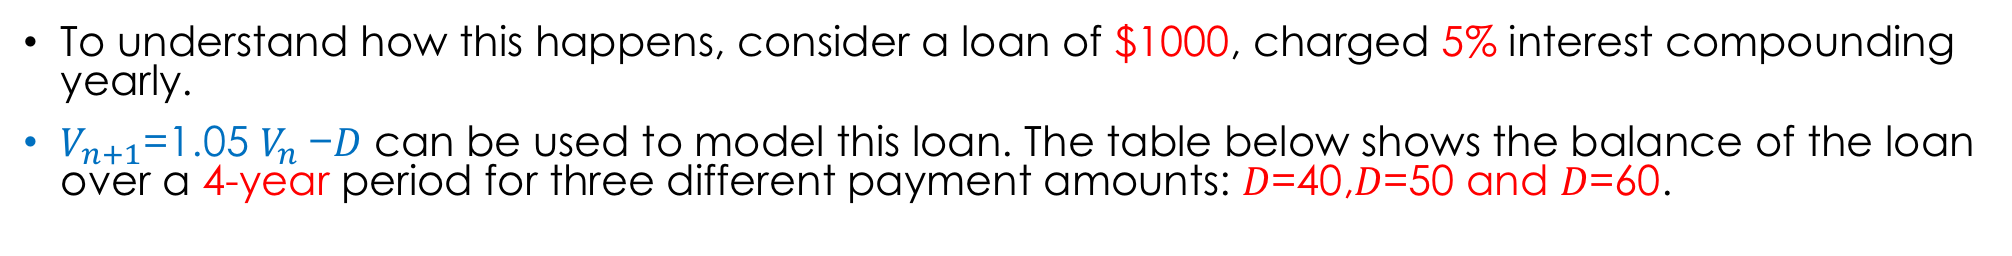 • To understand how this happens, consider a loan of $1000, charged 5% interest compounding
yearly.
• 𝑉ₙ₊₁=1.05 𝑉ₙ −𝐷 can be used to model this loan. The table below shows the balance of the loan
over a 4-year period for three different payment amounts: 𝐷=40,𝐷=50 and 𝐷=60.